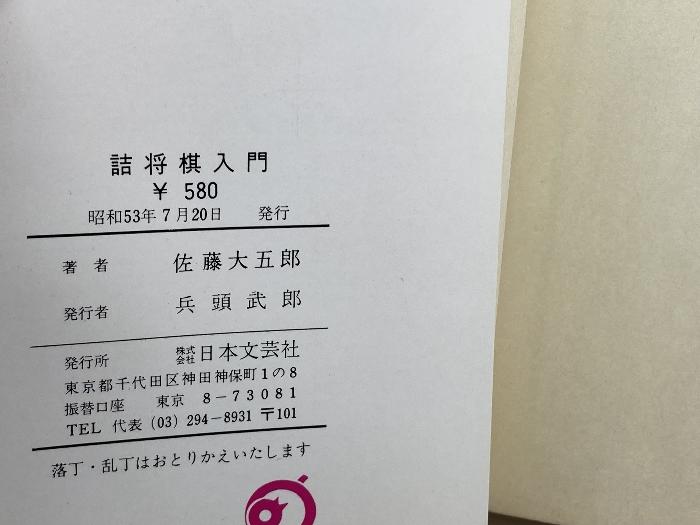 詰将棋入門
¥ 580
昭和53年7月20日 発行
著者 佐藤大五郎
発行者 兵頭武郎
発行所 株式会社日本文芸社
東京都千代田区神田神保町1の8
振替口座 東京 8-73081
TEL 代表(03)294-8931 〒101
落丁・乱丁はおとりかえいたします